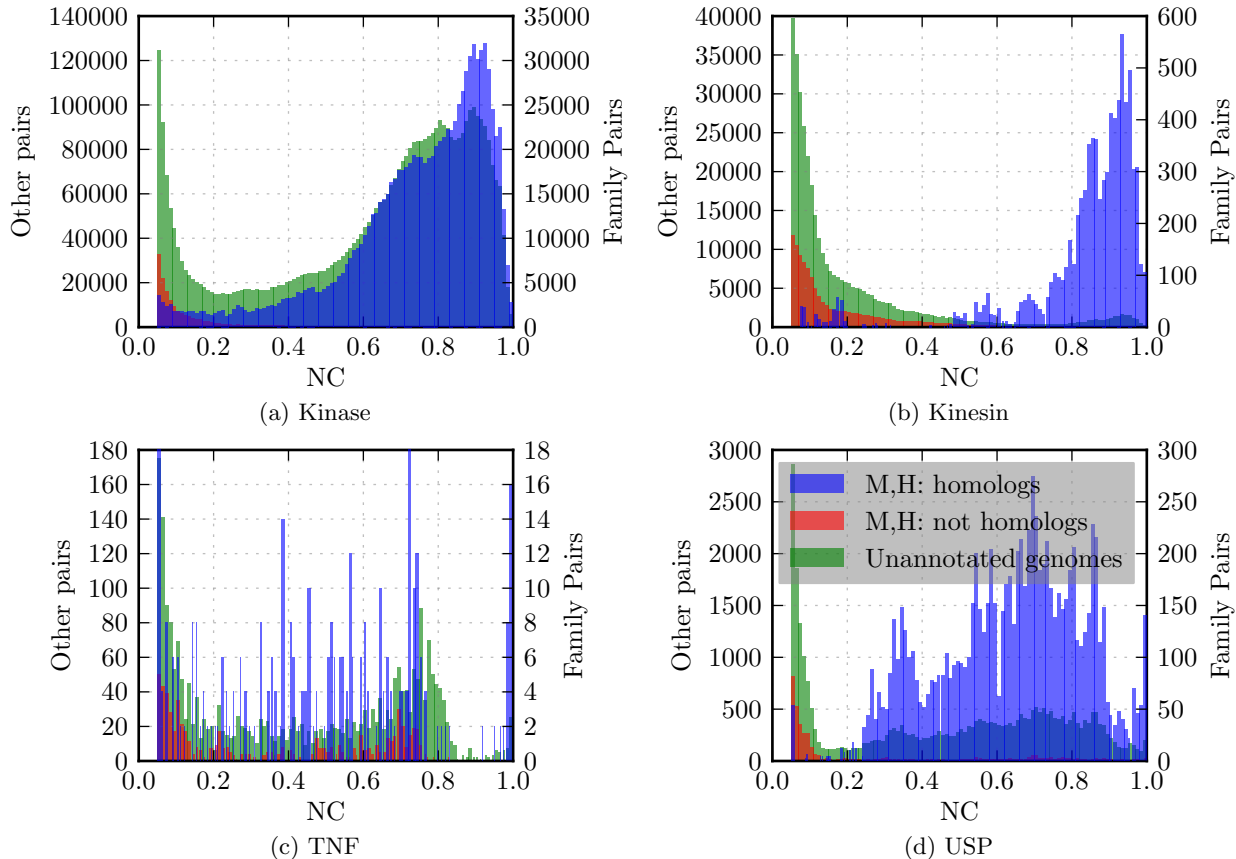 140000 35000 40000 600
120000 30000 35000 500
100000 25000 30000 400
80000 20000 25000
60000 15000 20000 300
40000 10000 15000 200
20000 5000 10000 100
0 0 5000
0 0
Other pairs
Family Pairs
Other pairs
Family Pairs
0.0 0.2 0.4 0.6 0.8 1.0 0.0 0.2 0.4 0.6 0.8 1.0
NC NC
(a) Kinase (b) Kinesin
180 18 3000 300
160 16 2500 250
140 14 2000 200
120 12 1500 150
100 10 1000 100
80 8 500 50
60 6 0 0
40 4
20 2
0 0
Other pairs
Family Pairs
Other pairs
Family Pairs
M,H: homologs
M,H: not homologs
Unannotated genomes
0.0 0.2 0.4 0.6 0.8 1.0 0.0 0.2 0.4 0.6 0.8 1.0
NC NC
(c) TNF (d) USP